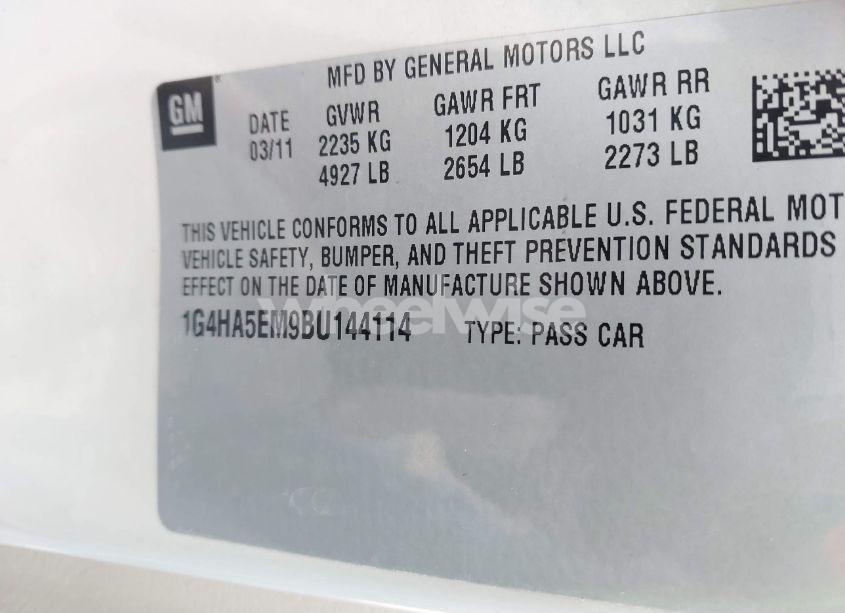 MFD BY GENERAL MOTORS LLC
GM
DATE GVWR GAWR FRT GAWR RR
03/11 2235 KG 1204 KG 1031 KG
4927 LB 2654 LB 2273 LB
THIS VEHICLE CONFORMS TO ALL APPLICABLE U.S. FEDERAL MOT
VEHICLE SAFETY, BUMPER, AND THEFT PREVENTION STANDARDS
EFFECT ON THE DATE OF MANUFACTURE SHOWN ABOVE.
Wheelwise
1G4HA5EM9BU144114 TYPE: PASS CAR